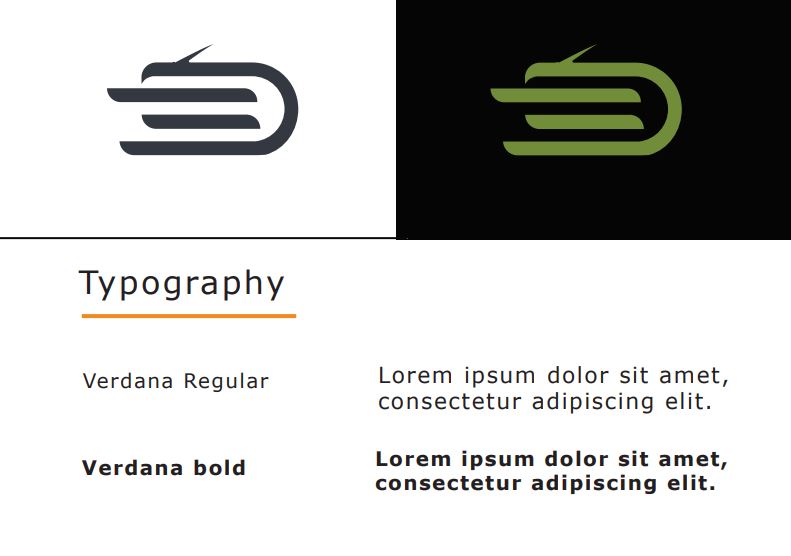 Typography
Verdana Regular
Lorem ipsum dolor sit amet,
consectetur adipiscing elit.
Verdana bold
Lorem ipsum dolor sit amet,
consectetur adipiscing elit.